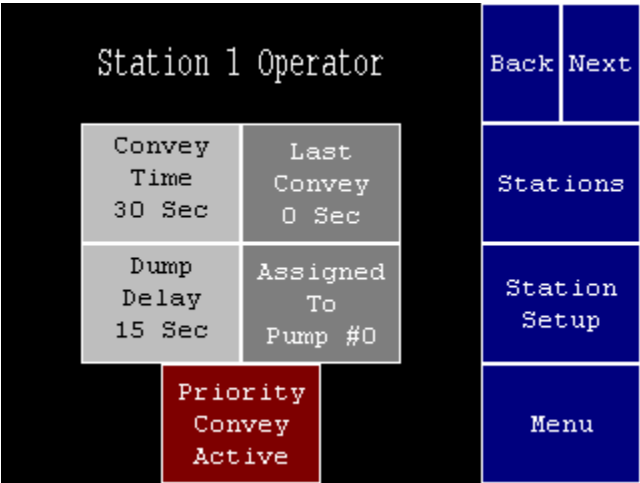 Station 1 Operator
Back
Next
Convey
Time
30 Sec
Last
Convey
0 Sec
Stations
Dump
Delay
15 Sec
Assigned
To
Pump #0
Station
Setup
Priority
Convey
Active
Menu